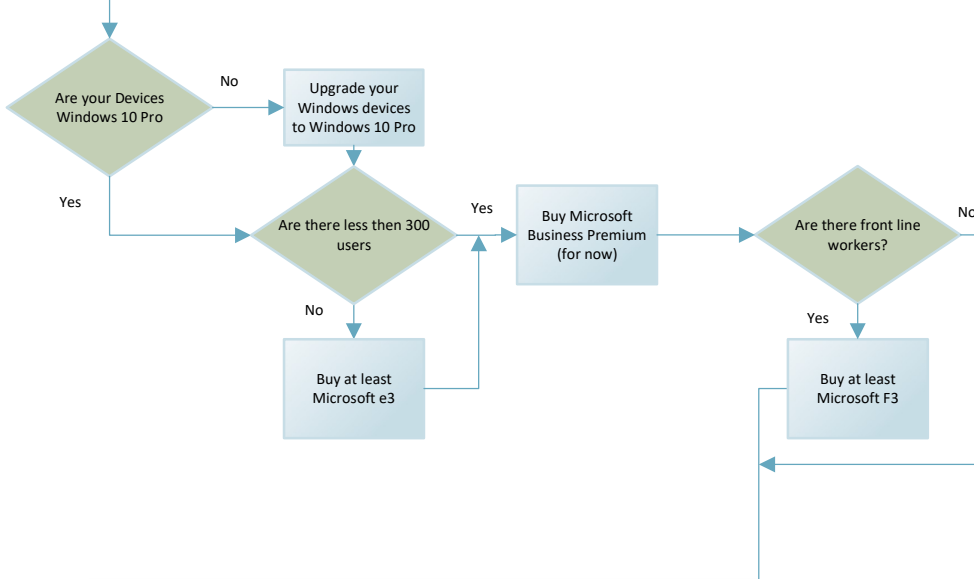 Are your Devices
Windows 10 Pro
No
Upgrade your
Windows devices
to Windows 10 Pro
Yes
Are there less then 300
users
Yes
Buy Microsoft
Business Premium
(for now)
Are there front line
workers?
No
No
Buy at least
Microsoft e3
Yes
Buy at least
Microsoft F3